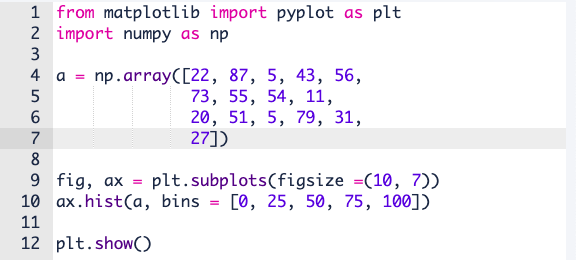 1 from matplotlib import pyplot as plt
2 import numpy as np
3
4 a = np.array([22, 87, 5, 43, 56,
5 73, 55, 54, 11,
6 20, 51, 5, 79, 31,
7 27])
8
9 fig, ax = plt.subplots(figsize =(10, 7))
10 ax.hist(a, bins = [0, 25, 50, 75, 100])
11
12 plt.show()